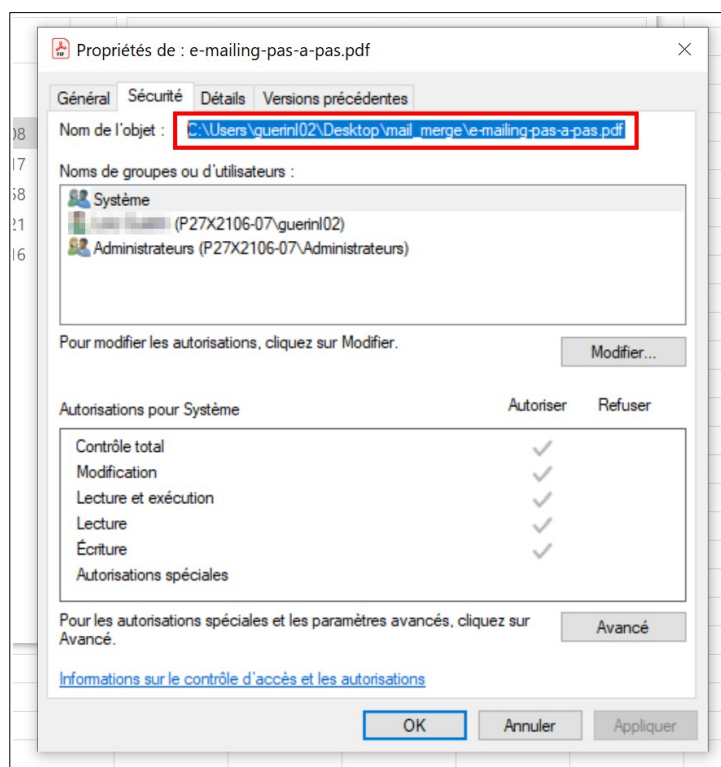 Propriétés de : e-mailing-pas-a-pas.pdf
Général Sécurité Détails Versions précédentes
Nom de l'objet : C:\Users\guerinl02\Desktop\mail_merge\e-mailing-pas-a-pas.pdf
Noms de groupes ou d'utilisateurs :
Système
(P27X2106-07\guerinl02)
Administrateurs (P27X2106-07\Administrateurs)
Pour modifier les autorisations, cliquez sur Modifier.
Modifier...
Autorisations pour Système Autoriser Refuser
Contrôle total
Modification
Lecture et exécution
Lecture
Écriture
Autorisations spéciales
Pour les autorisations spéciales et les paramètres avancés, cliquez sur
Avancé.
Avancé
Informations sur le contrôle d'accès et les autorisations
OK Annuler Appliquer